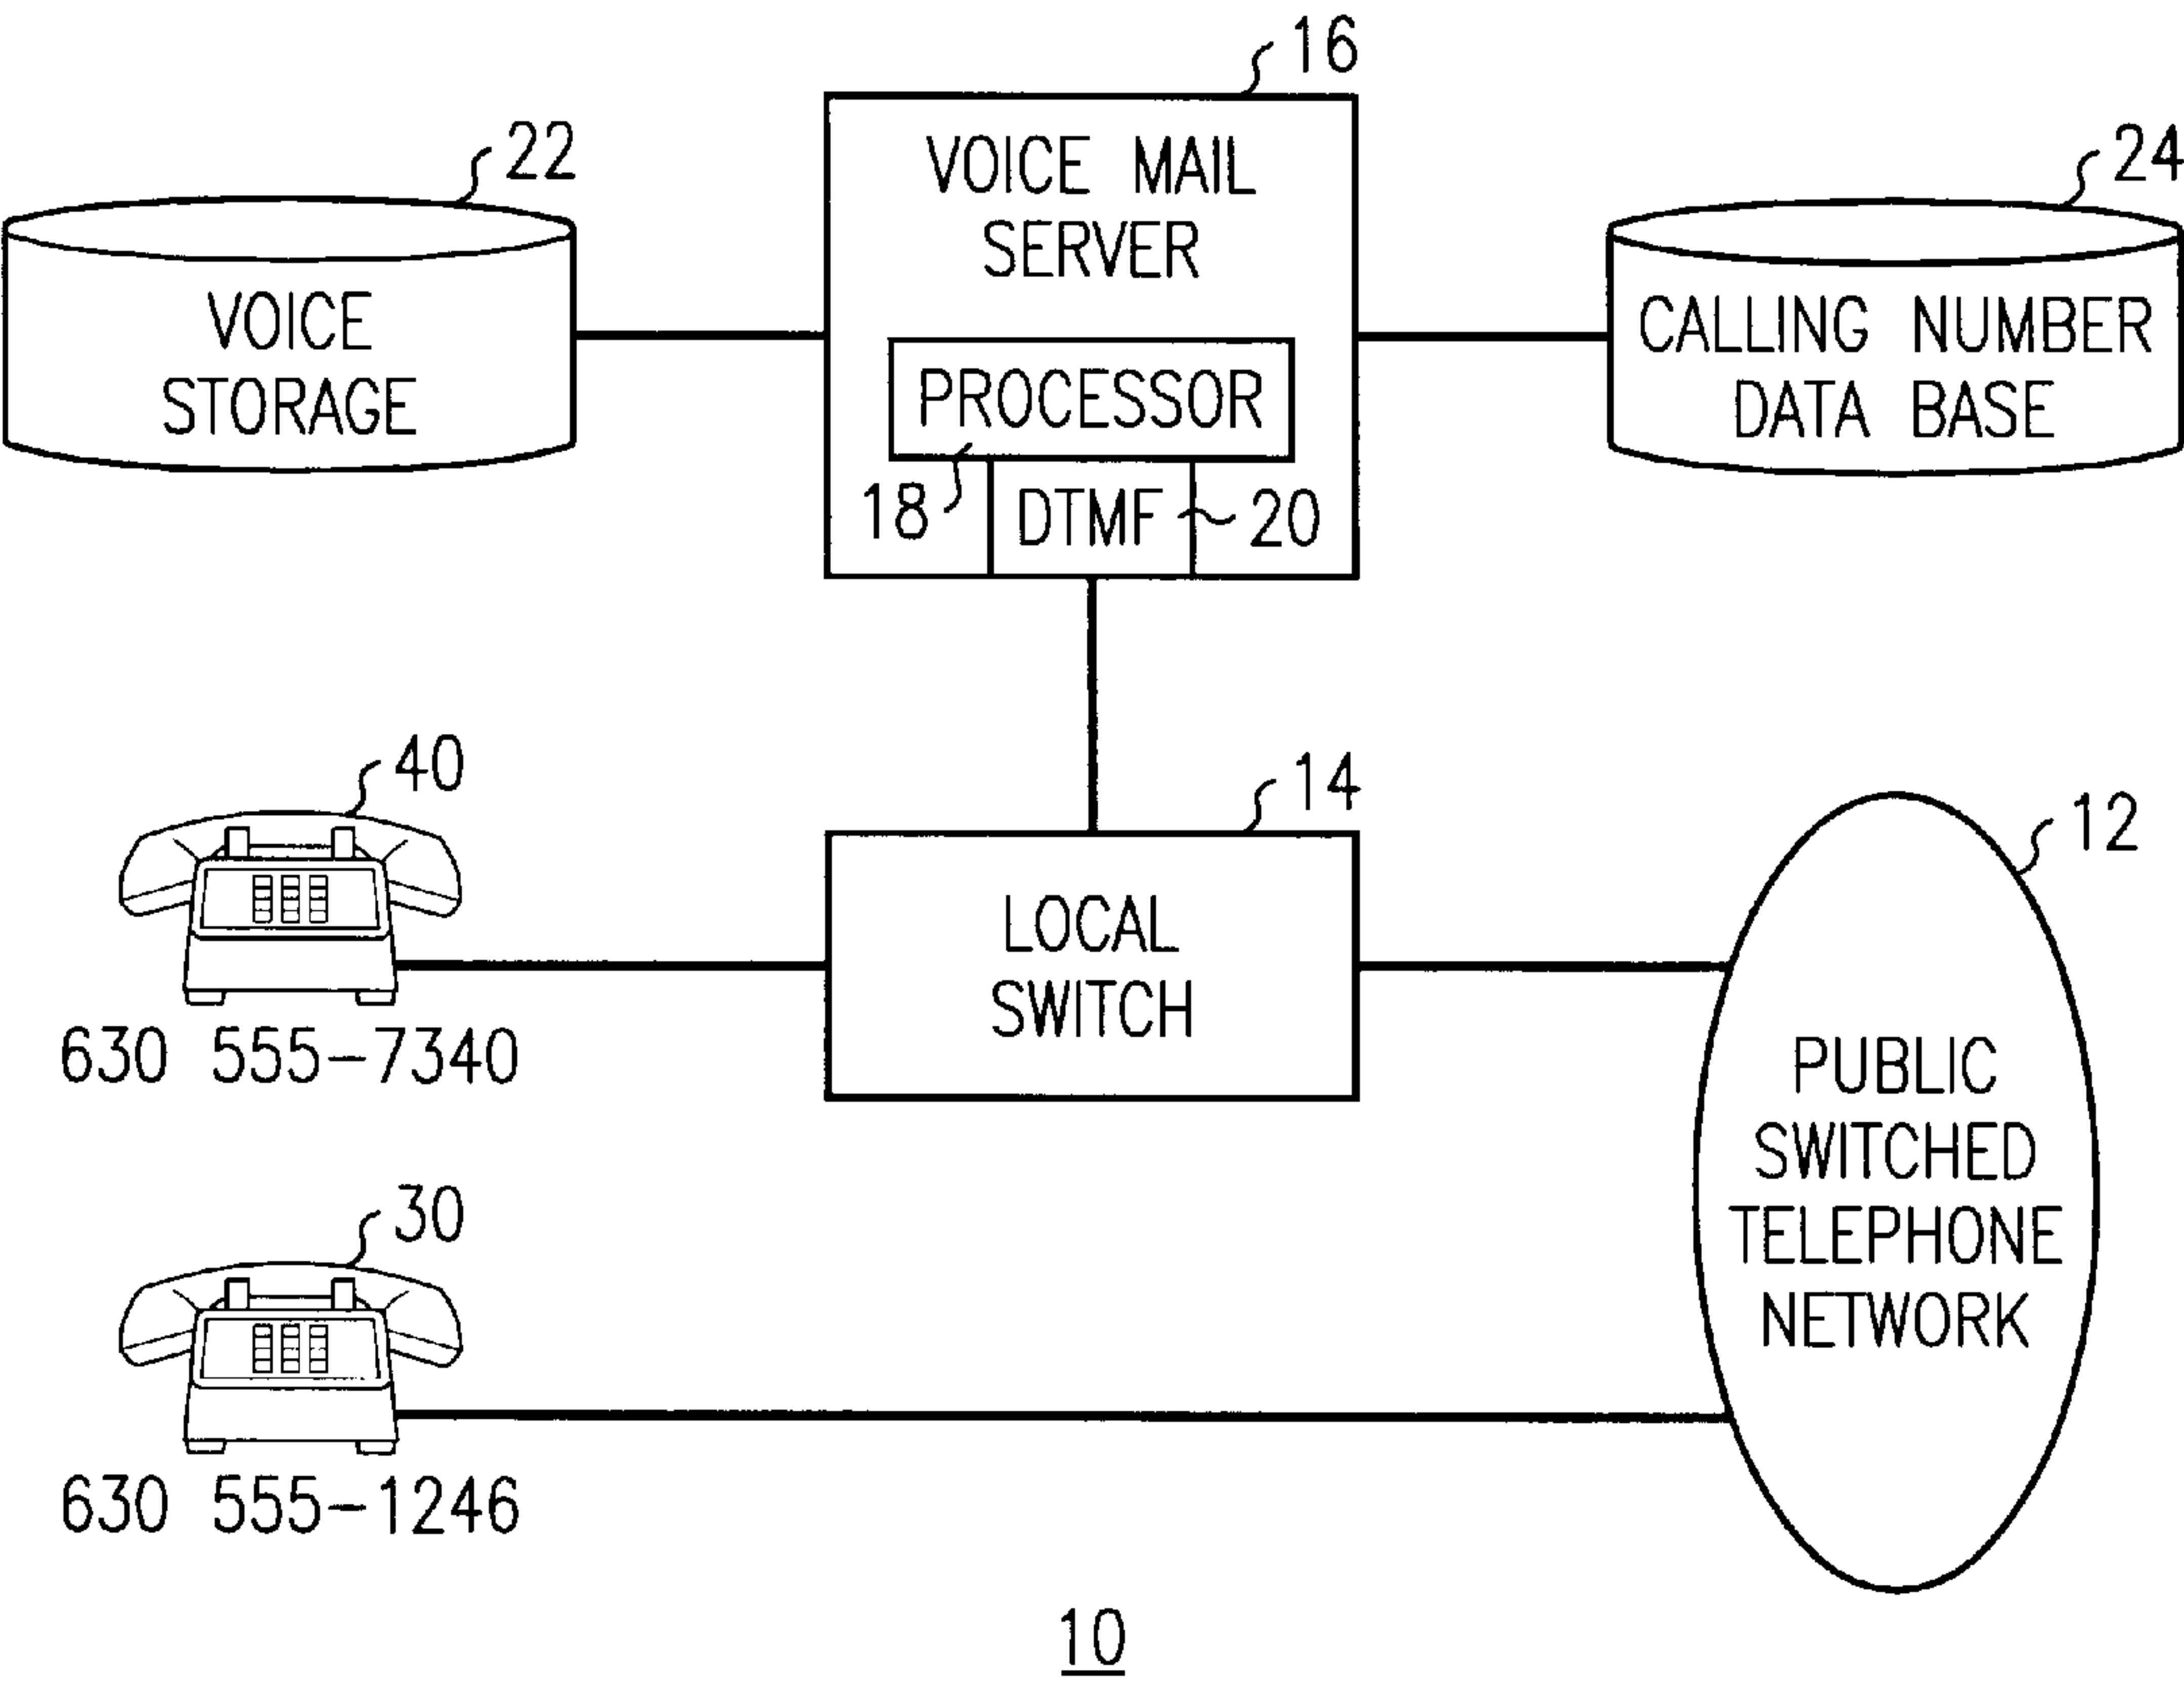 16
22
24
VOICE MAIL
SERVER
VOICE
STORAGE
CALLING NUMBER
DATA BASE
PROCESSOR
18
DTMF
20
40
14
12
LOCAL
SWITCH
630 555-7340
PUBLIC
SWITCHED
TELEPHONE
NETWORK
30
630 555-1246
10